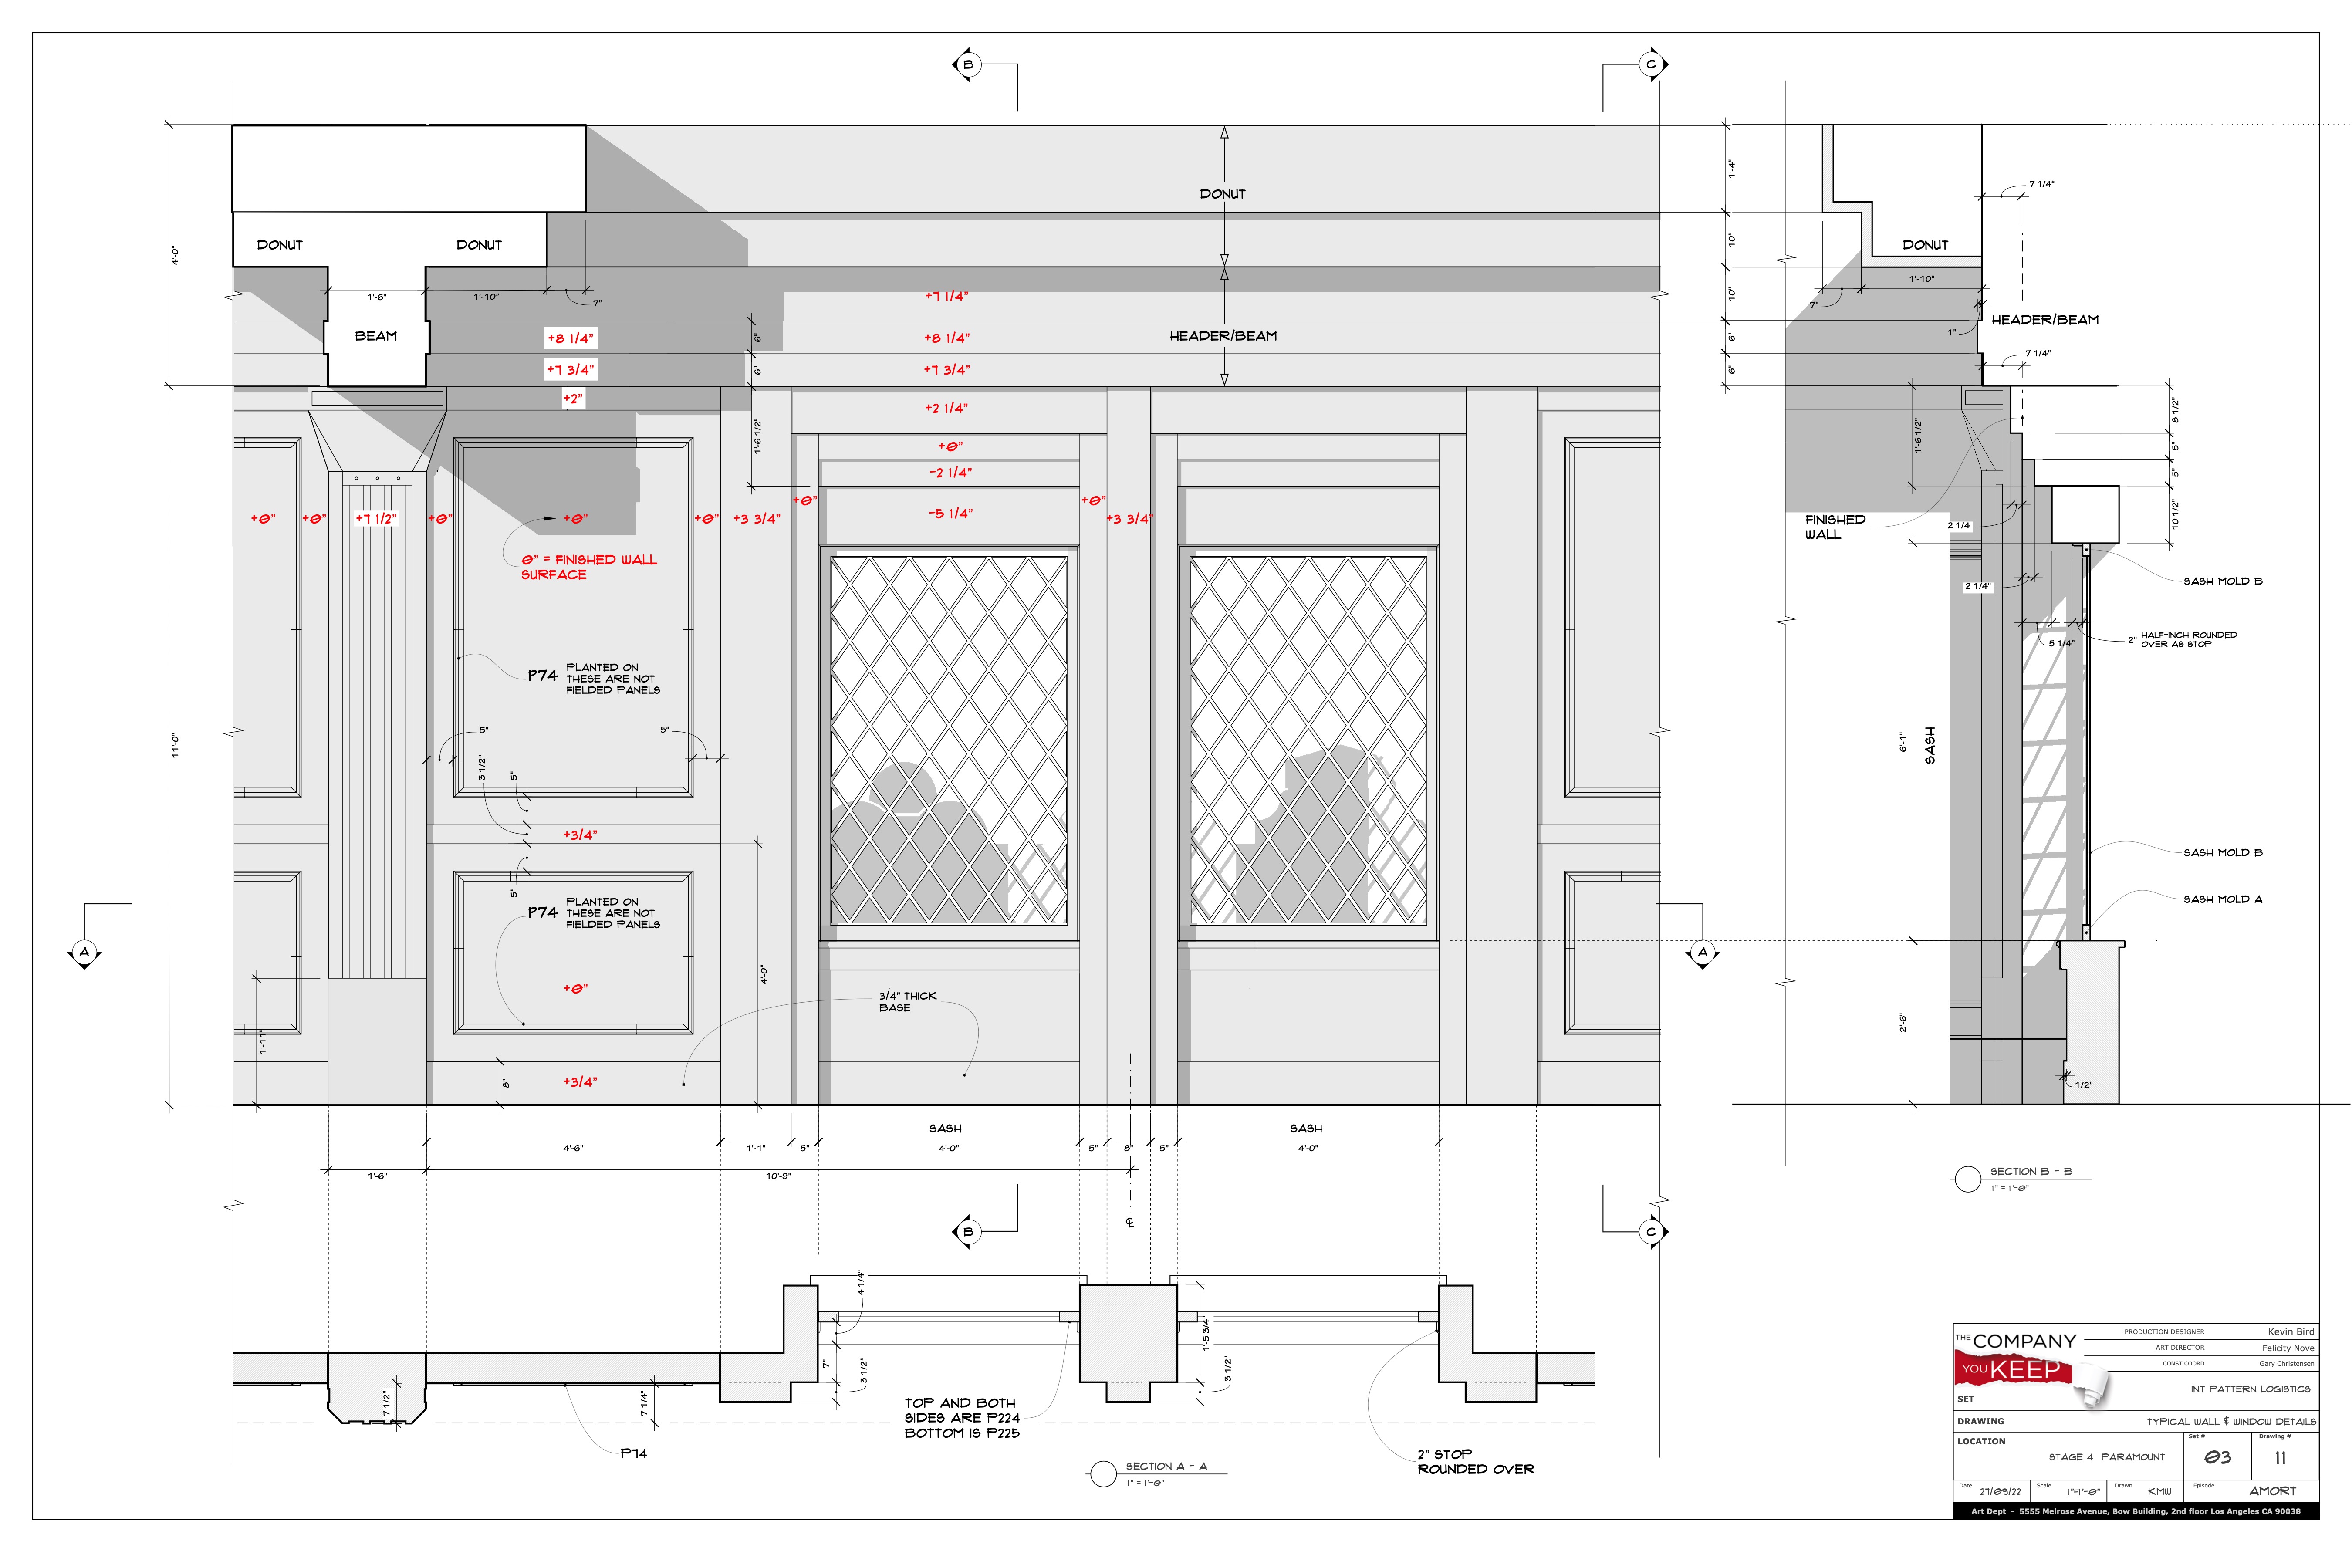 B
C
DONUT
DONUT
DONUT
DONUT
4'-0"
1'-4"
10"
10"
6"
6"
7 1/4"
1'-6"
1'-10"
7"
1'-10"
7"
1"
BEAM
HEADER/BEAM
HEADER/BEAM
+7 1/4"
+8 1/4"
+8 1/4"
+7 3/4"
+7 3/4"
+2"
+2 1/4"
+0"
-2 1/4"
-5 1/4"
6"
6"
1'-6 1/2"
7 1/4"
1'-6 1/2"
8 1/2"
5"
5"
10 1/2"
+0"
+0"
+7 1/2"
+0"
+0"
+0"
+3 3/4"
+0"
+0"
+3 3/4"
0" = FINISHED WALL
SURFACE
FINISHED
WALL
2 1/4
2 1/4"
5 1/4"
2"
HALF-INCH ROUNDED
OVER AS STOP
SASH MOLD B
P74
PLANTED ON
THESE ARE NOT
FIELDED PANELS
11'-0"
5"
5"
3 1/2"
5"
5"
+3/4"
6'-1"
SASH
SASH MOLD B
SASH MOLD A
P74
PLANTED ON
THESE ARE NOT
FIELDED PANELS
A
A
+0"
4'-0"
3/4" THICK
BASE
1'-11"
8"
+3/4"
2'-6"
1/2"
SASH
SASH
4'-6"
1'-1"
5"
4'-0"
5"
8"
5"
4'-0"
1'-6"
10'-9"
B
C
SECTION B - B
1" = 1'-0"
4 1/4"
7"
3 1/2"
1'-5 3/4"
3 1/2"
7 1/2"
7 1/4"
P74
TOP AND BOTH
SIDES ARE P224
BOTTOM IS P225
2" STOP
ROUNDED OVER
SECTION A - A
1" = 1'-0"
THE COMPANY
YOU KEEP
PRODUCTION DESIGNER Kevin Bird
ART DIRECTOR Felicity Nove
CONST COORD Gary Christensen
SET INT PATTERN LOGISTICS
DRAWING TYPICAL WALL & WINDOW DETAILS
LOCATION STAGE 4 PARAMOUNT
Set # 03
Drawing # 11
Date 27/09/22
Scale 1"=1'-0"
Drawn KMW
Episode AMORT
Art Dept - 5555 Melrose Avenue, Bow Building, 2nd floor Los Angeles CA 90038